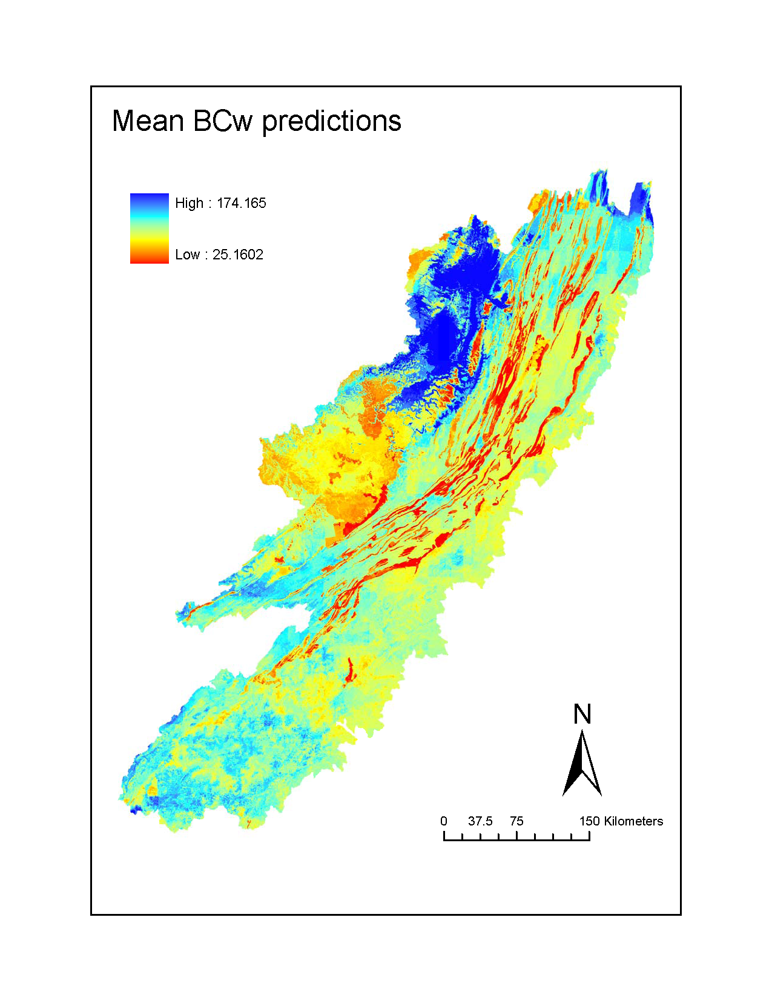 Mean BCw predictions
High : 174.165
Low : 25.1602
N
0 37.5 75 150 Kilometers